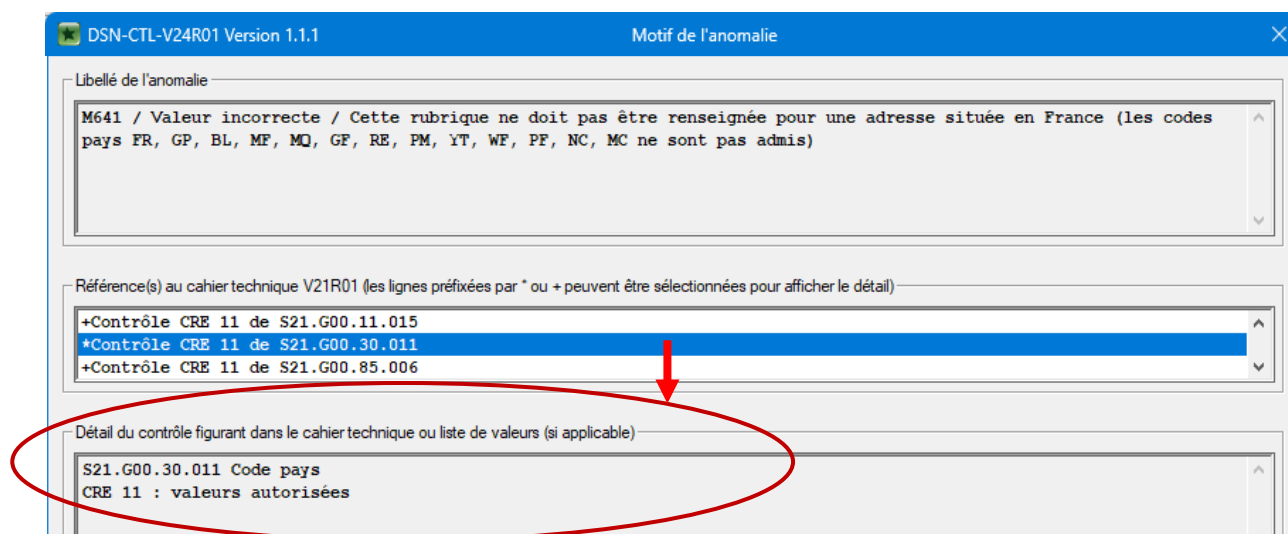 DSN-CTL-V24R01 Version 1.1.1 Motif de l'anomalie
Libellé de l'anomalie
M641 / Valeur incorrecte / Cette rubrique ne doit pas être renseignée pour une adresse située en France (les codes
pays FR, GP, BL, MF, MQ, GF, RE, PM, YT, WF, PF, NC, MC ne sont pas admis)
Référence(s) au cahier technique V21R01 (les lignes préfixées par * ou + peuvent être sélectionnées pour afficher le détail)
+Contrôle CRE 11 de S21.G00.11.015
*Contrôle CRE 11 de S21.G00.30.011
+Contrôle CRE 11 de S21.G00.85.006
Détail du contrôle figurant dans le cahier technique ou liste de valeurs (si applicable)
S21.G00.30.011 Code pays
CRE 11 : valeurs autorisées